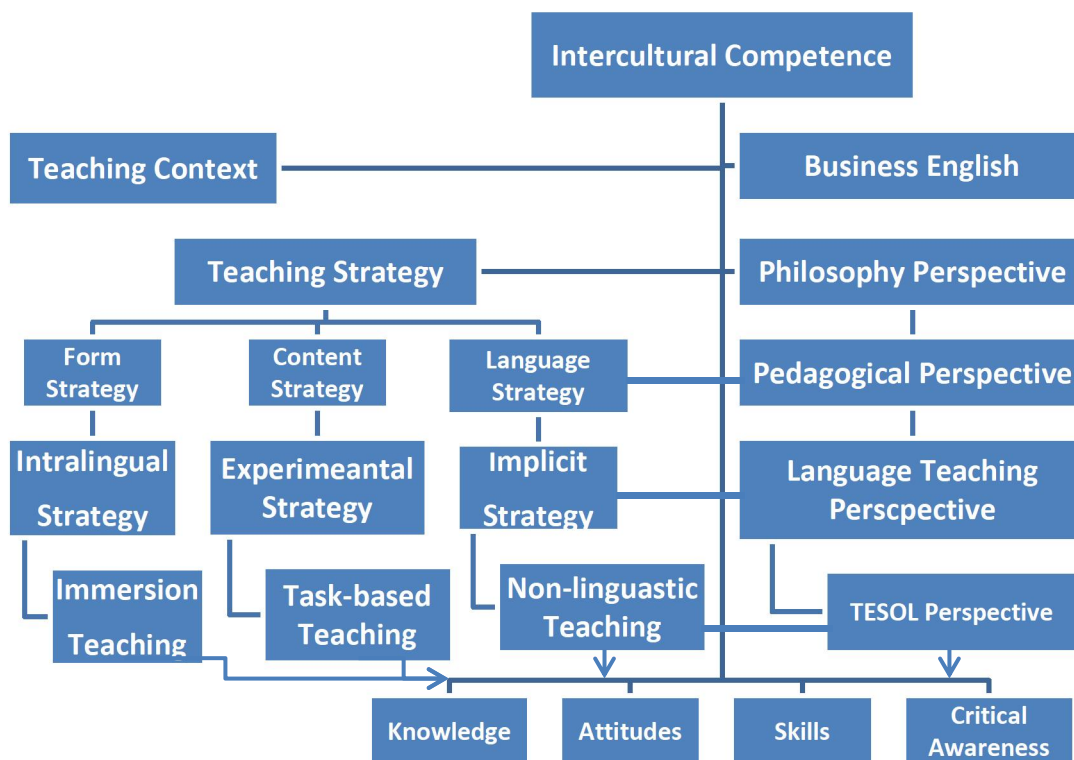 Intercultural Competence
Teaching Context
Business English
Teaching Strategy
Philosophy Perspective
Form
Strategy
Content
Strategy
Language
Strategy
Pedagogical Perspective
Intralingual
Strategy
Experimeantal
Strategy
Implicit
Strategy
Language Teaching
Perscpective
Immersion
Teaching
Task-based
Teaching
Non-linguastic
Teaching
TESOL Perspective
Knowledge
Attitudes
Skills
Critical
Awareness